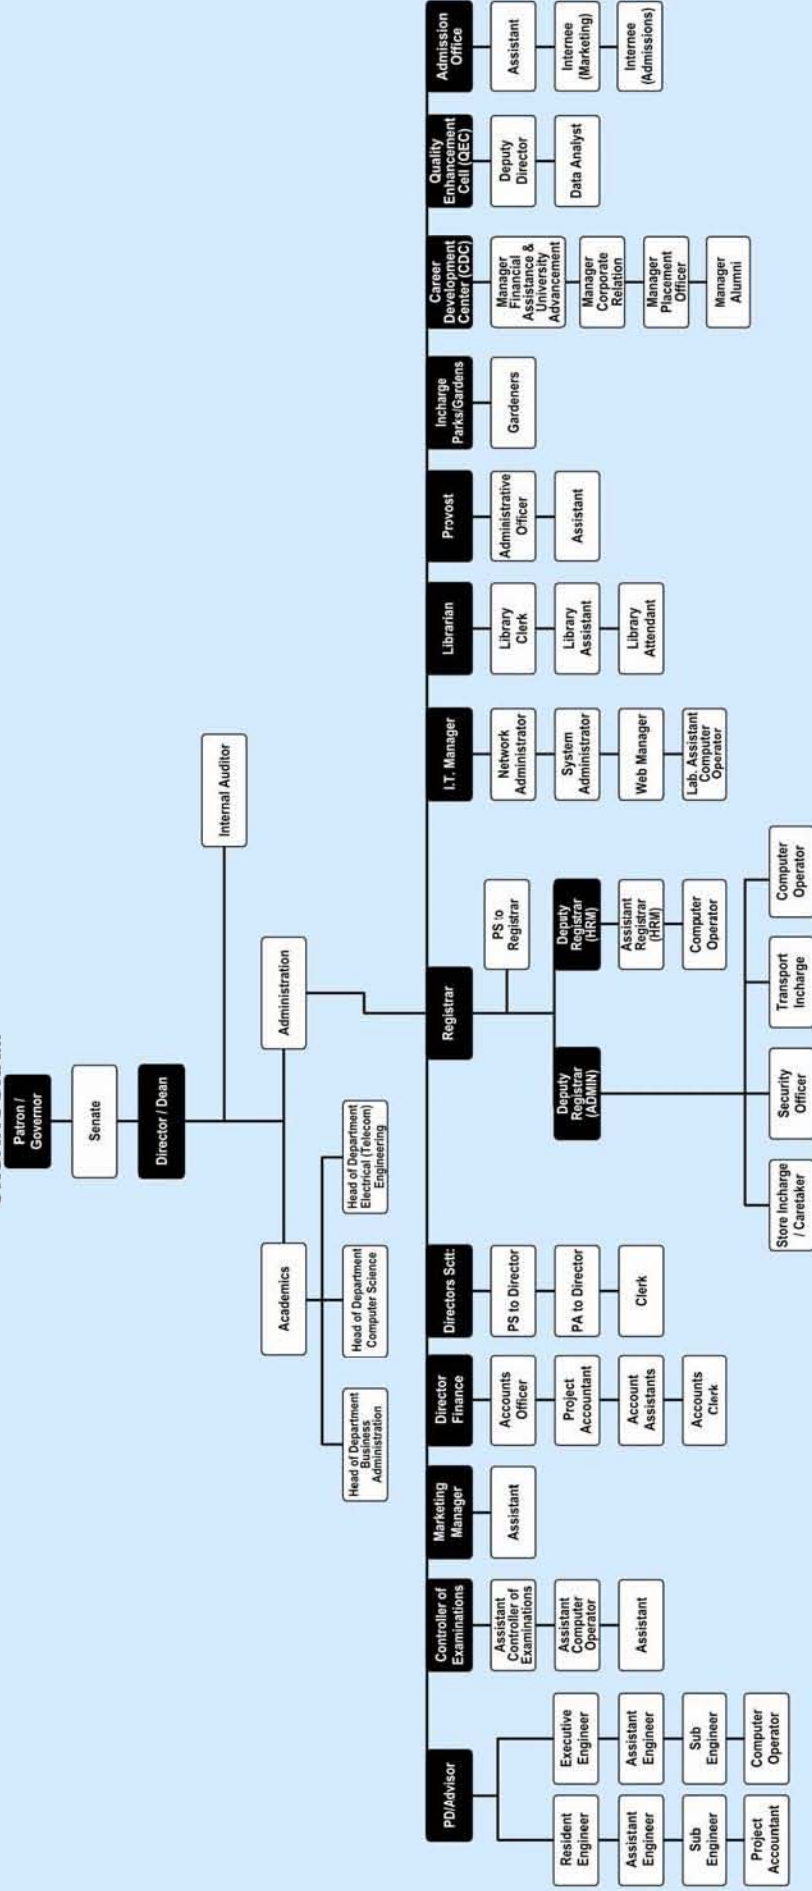 Patron /
Governor
Senate
Director / Dean
Internal Auditor
Academics
Administration
Head of Department
Business
Administration
Head of Department
Computer Science
Head of Department
Electrical (Telecom)
Engineering
PD/Advisor
Resident
Engineer
Assistant
Engineer
Sub
Engineer
Project
Accountant
Executive
Engineer
Assistant
Engineer
Sub
Engineer
Computer
Operator
Controller of
Examinations
Assistant
Controller of
Examinations
Assistant
Computer
Operator
Assistant
Marketing
Manager
Assistant
Director
Finance
Accounts
Officer
Project
Accountant
Account
Assistants
Accounts
Clerk
Directors Sctt:
PS to Director
PA to Director
Clerk
Registrar
PS to
Registrar
Deputy
Registrar
(ADMIN)
Store Incharge
/ Caretaker
Security
Officer
Transport
Incharge
Computer
Operator
Deputy
Registrar
(HRM)
Assistant
Registrar
(HRM)
Computer
Operator
I.T. Manager
Network
Administrator
System
Administrator
Web Manager
Lab. Assistant
Computer
Operator
Librarian
Library
Clerk
Library
Assistant
Library
Attendant
Provost
Administrative
Officer
Assistant
Incharge
Parks/Gardens
Gardeners
Career
Development
Center (CDC)
Manager
Financial
Assistance &
University
Advancement
Manager
Corporate
Relation
Manager
Placement
Officer
Manager
Alumni
Quality
Enhancement
Cell (QEC)
Deputy
Director
Data Analyst
Admission
Office
Assistant
Internee
(Marketing)
Internee
(Admissions)